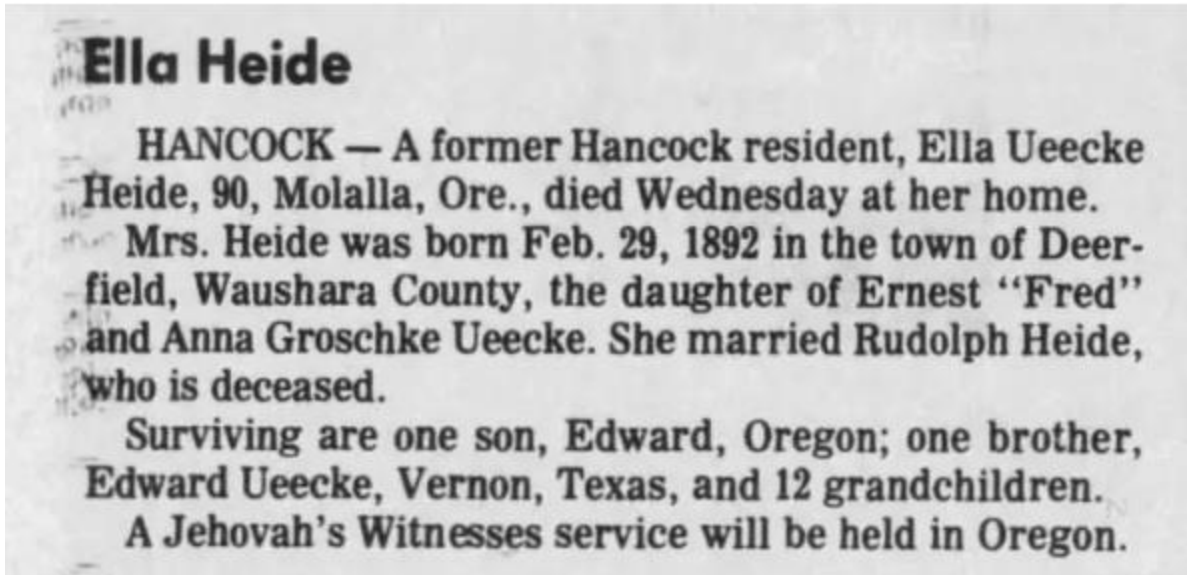 Ella Heide
HANCOCK — A former Hancock resident, Ella Ueecke
Heide, 90, Molalla, Ore., died Wednesday at her home.
Mrs. Heide was born Feb. 29, 1892 in the town of Deer-
field, Waushara County, the daughter of Ernest “Fred”
and Anna Groschke Ueecke. She married Rudolph Heide,
who is deceased.
Surviving are one son, Edward, Oregon; one brother,
Edward Ueecke, Vernon, Texas, and 12 grandchildren.
A Jehovah's Witnesses service will be held in Oregon.